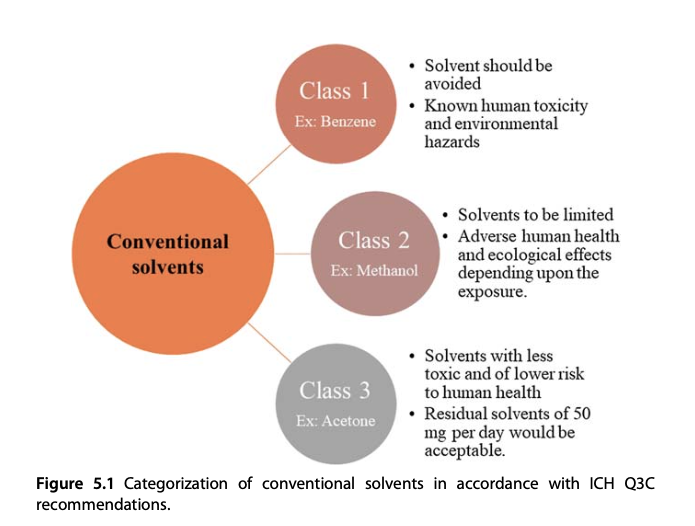 Class 1
Ex: Benzene
• Solvent should be
avoided
• Known human toxicity
and environmental
hazards
Conventional
solvents
Class 2
Ex: Methanol
• Solvents to be limited
• Adverse human health
and ecological effects
depending upon the
exposure.
Class 3
Ex: Acetone
• Solvents with less
toxic and of lower risk
to human health
• Residual solvents of 50
mg per day would be
acceptable.
Figure 5.1 Categorization of conventional solvents in accordance with ICH Q3C
recommendations.